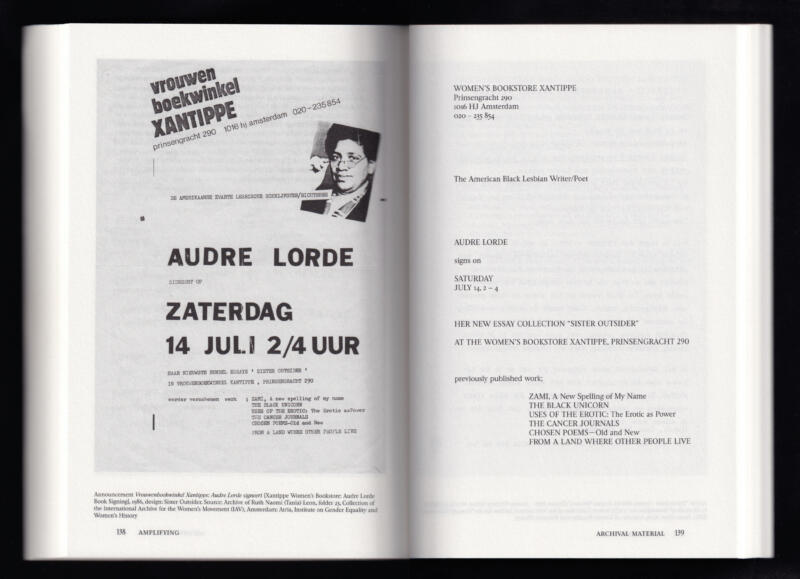 vrouwen
boekwinkel
XANTIPPE
prinsengracht 290 1016 hj amsterdam 020-235854
DE AMERIKAANSE ZWARTE LESBISCHE
AUDRE LORDE
SIGNEERT OP
ZATERDAG
14 JULI 2/4 UUR
HAAR NIEUWSTE BUNDEL ESSAYS ' SISTER OUTSIDER '
IN VROUWENBOEKWINKEL XANTIPPE , PRINSENGRACHT 290
eerder verschenen werk : ZAMI, A new spelling of my name
THE BLACK UNICORN
USES OF THE EROTIC: The Erotic as Power
THE CANCER JOURNALS
CHOSEN POEMS-Old and New
FROM A LAND WHERE OTHER PEOPLE LIVE
Announcement Vrouwenboekwinkel Xantippe: Audre Lorde signeert [Xantippe Women's Bookstore: Audre Lorde
Book Signing], 1986, design: Sister Outsider. Source: Archive of Ruth Naomi (Tania) Leon, folder 23, Collection of
the International Archive for the Women's Movement (IAV), Amsterdam: Atria, Institute on Gender Equality and
Women's History
138 AMPLIFYING
WOMEN'S BOOKSTORE XANTIPPE
Prinsengracht 290
1016 HJ Amsterdam
020 – 235 854
The American Black Lesbian Writer/Poet
AUDRE LORDE
signs on
SATURDAY
JULY 14, 2 – 4
HER NEW ESSAY COLLECTION "SISTER OUTSIDER"
AT THE WOMEN'S BOOKSTORE XANTIPPE, PRINSENGRACHT 290
previously published work;
ZAMI, A New Spelling of My Name
THE BLACK UNICORN
USES OF THE EROTIC: The Erotic as Power
THE CANCER JOURNALS
CHOSEN POEMS—Old and New
FROM A LAND WHERE OTHER PEOPLE LIVE
ARCHIVAL MATERIAL 139